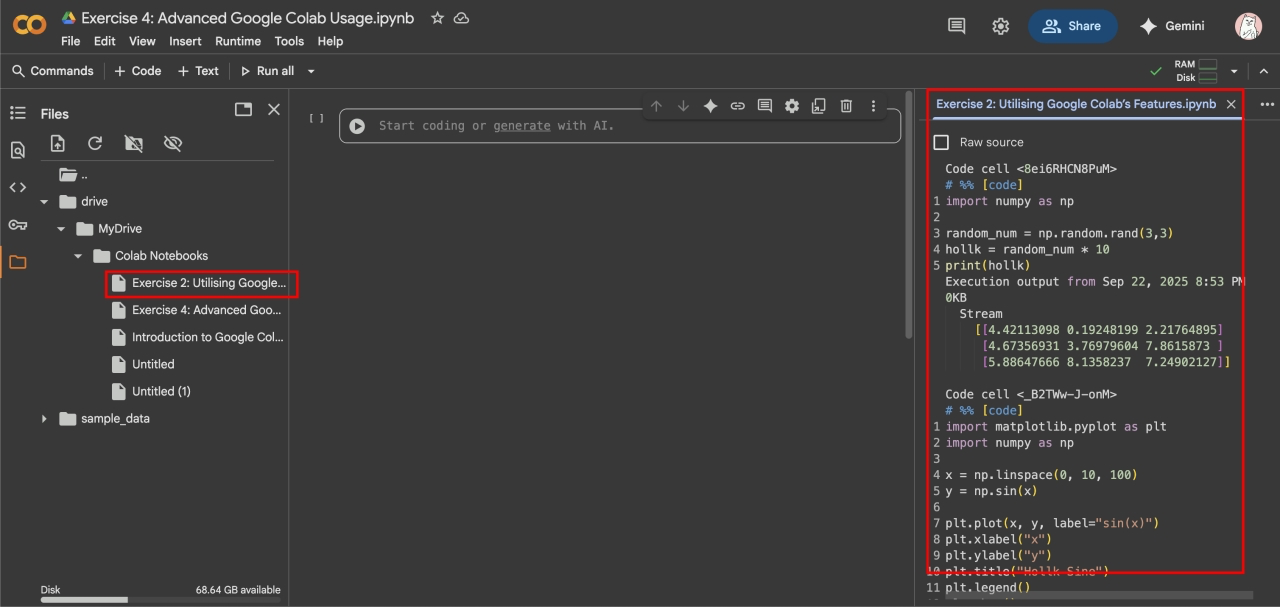 Exercise 4: Advanced Google Colab Usage.ipynb
File Edit View Insert Runtime Tools Help
Share
Gemini
Commands + Code + Text Run all
RAM
Disk
Files
..
drive
MyDrive
Colab Notebooks
Exercise 2: Utilising Google...
Exercise 4: Advanced Goo...
Introduction to Google Col...
Untitled
Untitled (1)
sample_data
Disk 68.64 GB available
[ ] Start coding or generate with AI.
Exercise 2: Utilising Google Colab's Features.ipynb
Raw source
Code cell <8ei6RHCN8PuM>
# %% [code]
1 import numpy as np
2
3 random_num = np.random.rand(3,3)
4 hollk = random_num * 10
5 print(hollk)
Execution output from Sep 22, 2025 8:53 PM
0KB
Stream
[[4.42113098 0.19248199 2.21764895]
[4.67356931 3.76979604 7.8615873 ]
[5.88647666 8.1358237  7.24902127]]
Code cell <_B2TWw-J-onM>
# %% [code]
1 import matplotlib.pyplot as plt
2 import numpy as np
3
4 x = np.linspace(0, 10, 100)
5 y = np.sin(x)
6
7 plt.plot(x, y, label="sin(x)")
8 plt.xlabel("x")
9 plt.ylabel("y")
10 plt.title("Hollk Sine")
11 plt.legend()